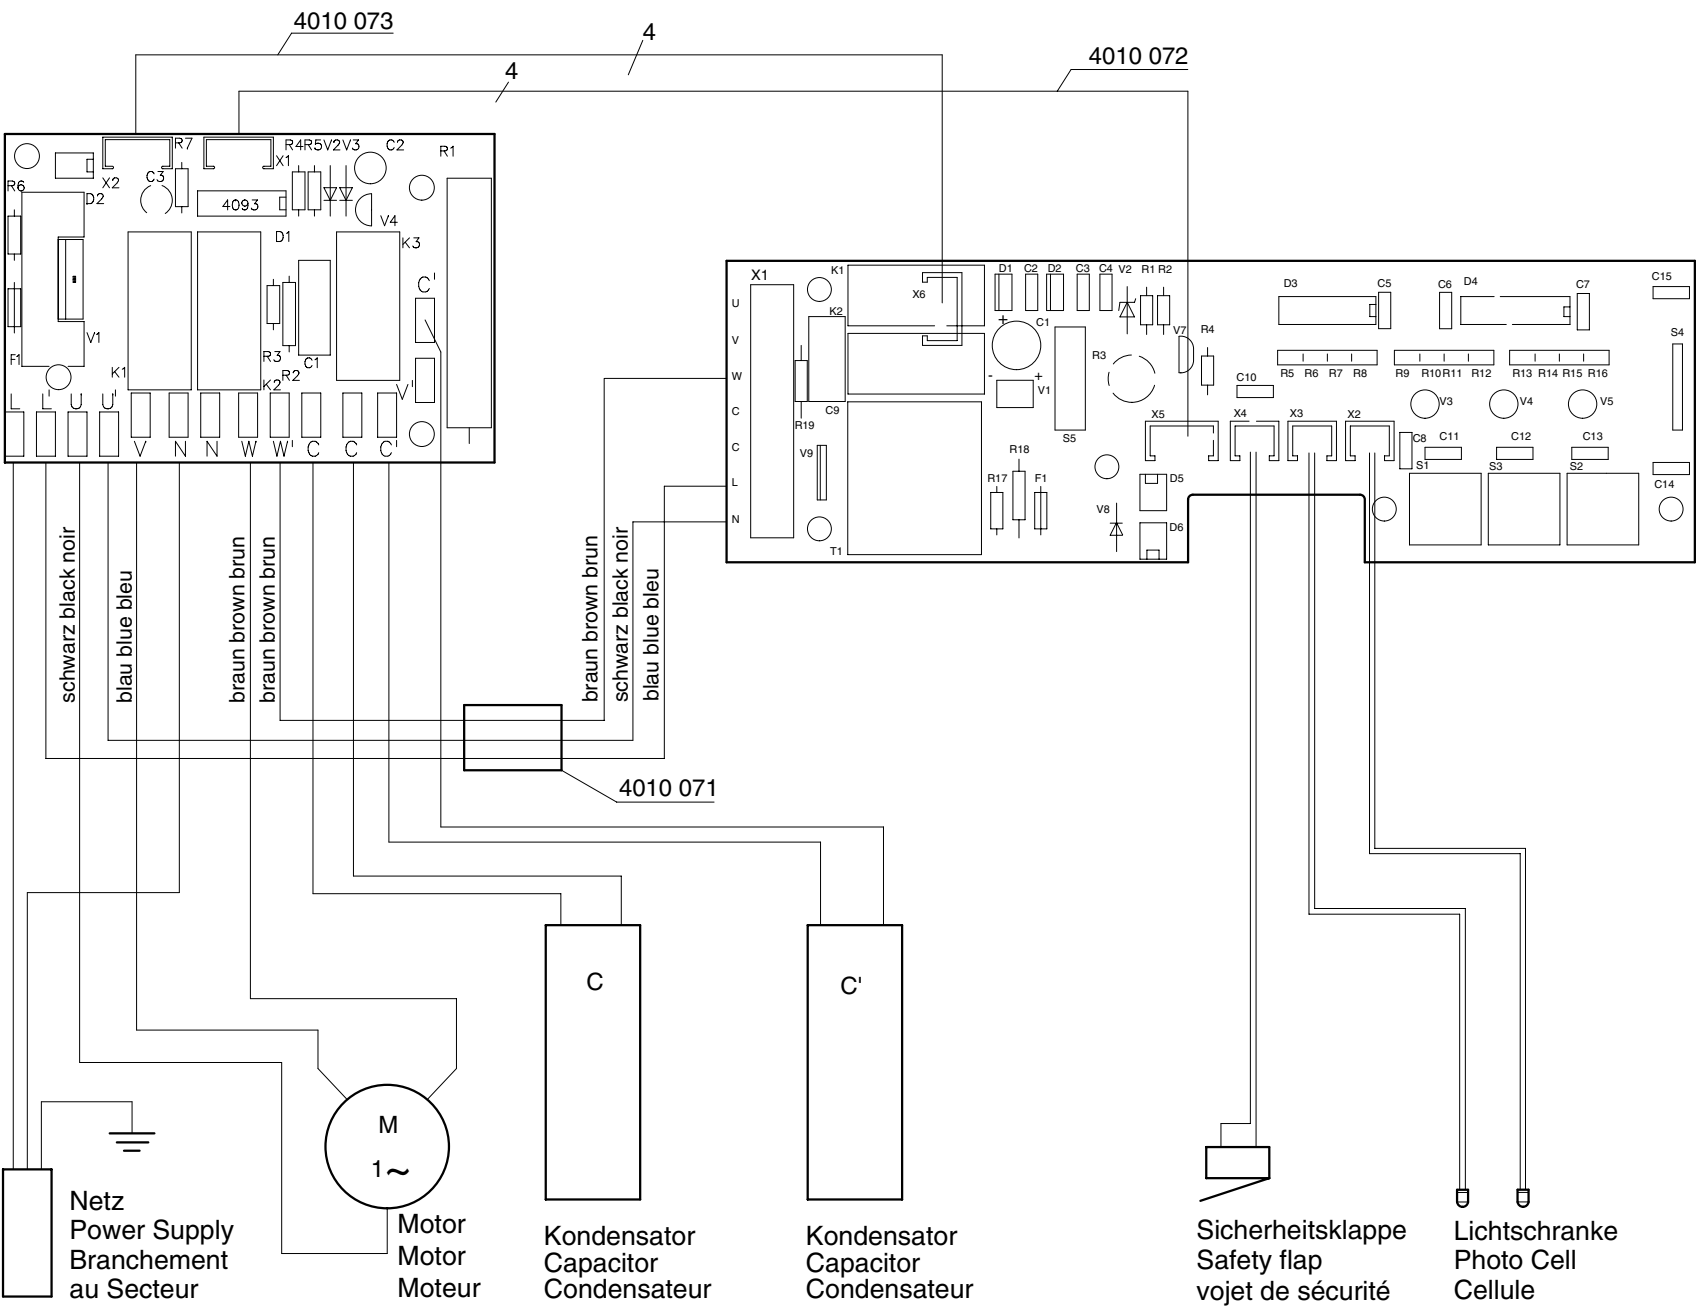 4010 073
4
4
4010 072
R7
R4R5V2V3
C2
R1
X1
X2
C3
R6
D2
4093
V4
D1
K3
C'
V1
F1
K1
R3
C1
K2
R2
V'
L
L'
U
U'
V
N
N
W
W'
C
C
C'
X1
K1
D1
C2
D2
C3
C4
V2
R1
R2
X6
U
K2
+
C1
V
V7
R4
R3
W
-
+
V1
C
C9
R19
S5
C
V9
R18
L
R17
F1
N
V8
T1
D3
C5
C6
D4
C7
C15
S4
R5
R6
R7
R8
R9
R10
R11
R12
R13
R14
R15
R16
C10
V3
V4
V5
X5
X4
X3
X2
C8
C11
C12
C13
S1
S3
S2
C14
D5
D6
schwarz black noir
blau blue bleu
braun brown brun
braun brown brun
braun brown brun
schwarz black noir
blau blue bleu
4010 071
C
C'
M
1~
Netz
Power Supply
Branchement
au Secteur
Motor
Motor
Moteur
Kondensator
Capacitor
Condensateur
Kondensator
Capacitor
Condensateur
Sicherheitsklappe
Safety flap
vojet de sécurité
Lichtschranke
Photo Cell
Cellule